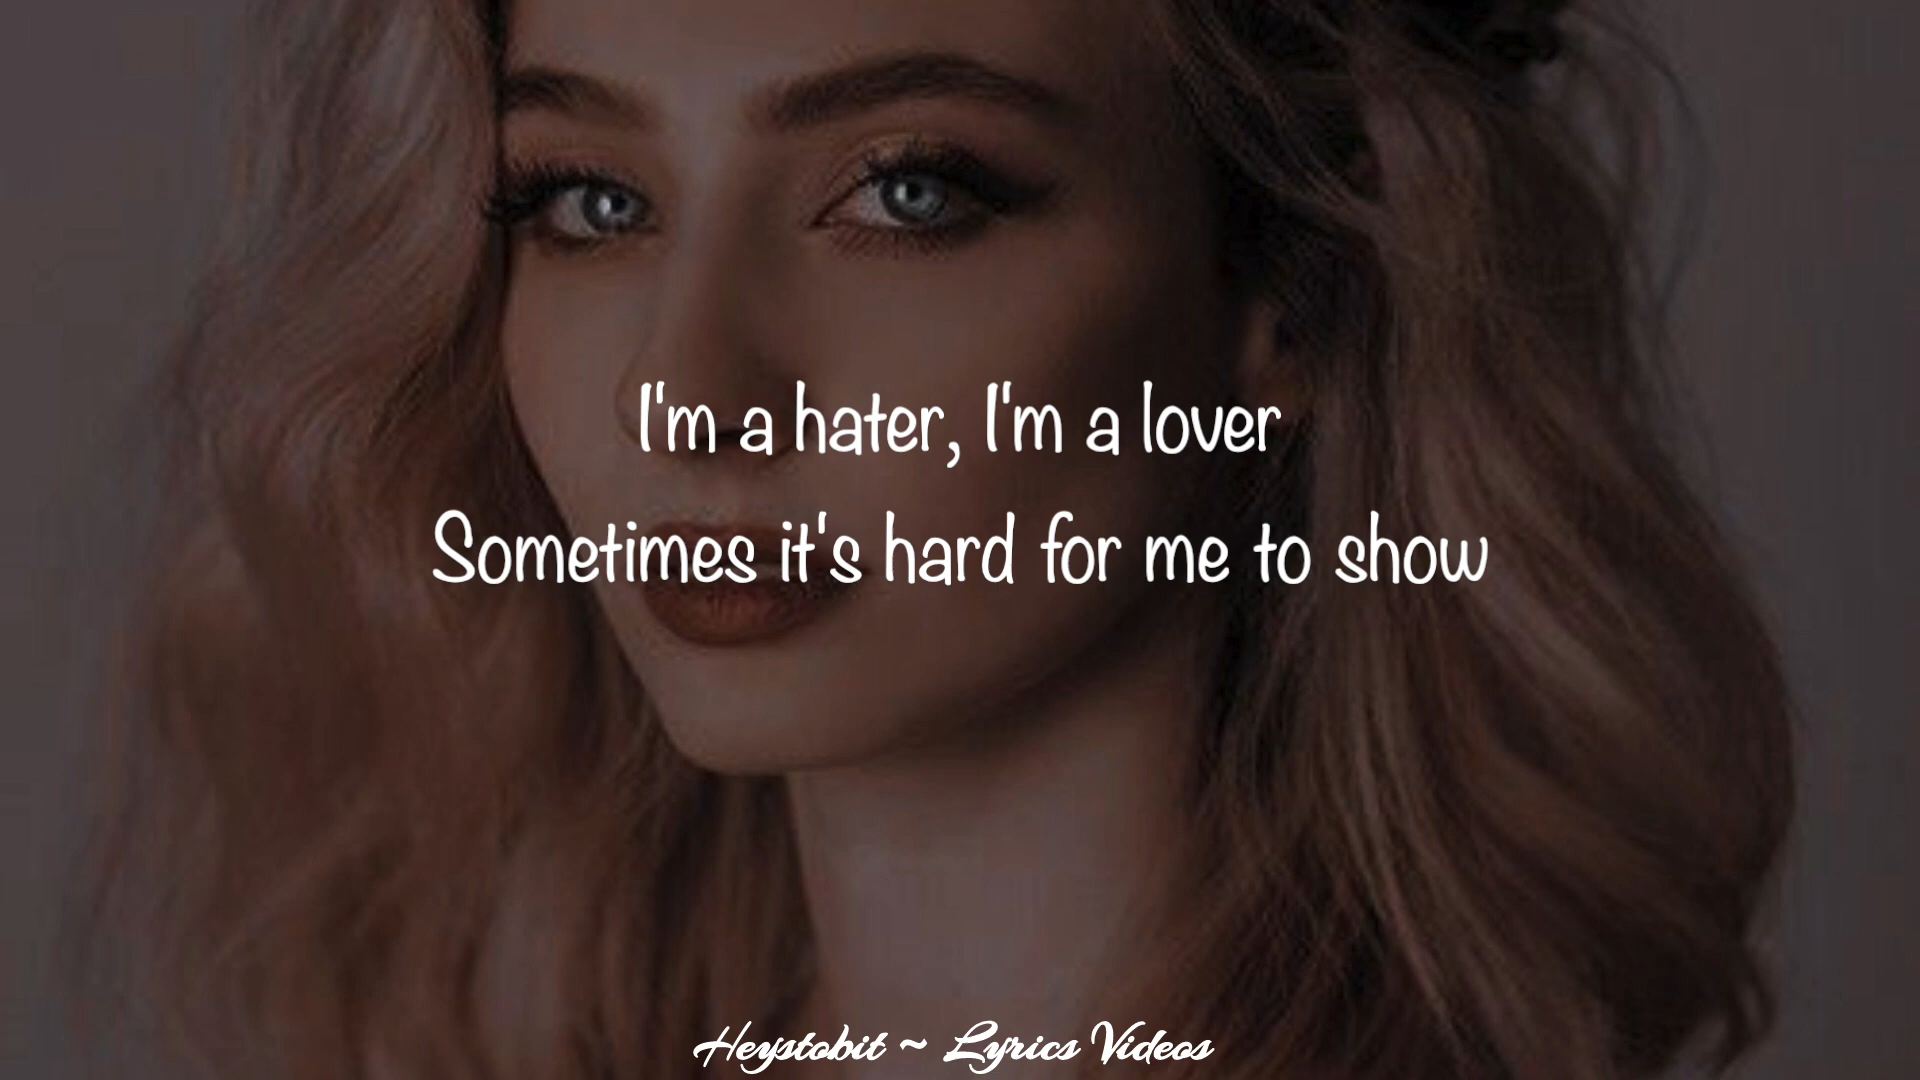 I'm a hater, I'm a lover
Sometimes it's hard for me to show
Heystobit ~ Lyrics Videos